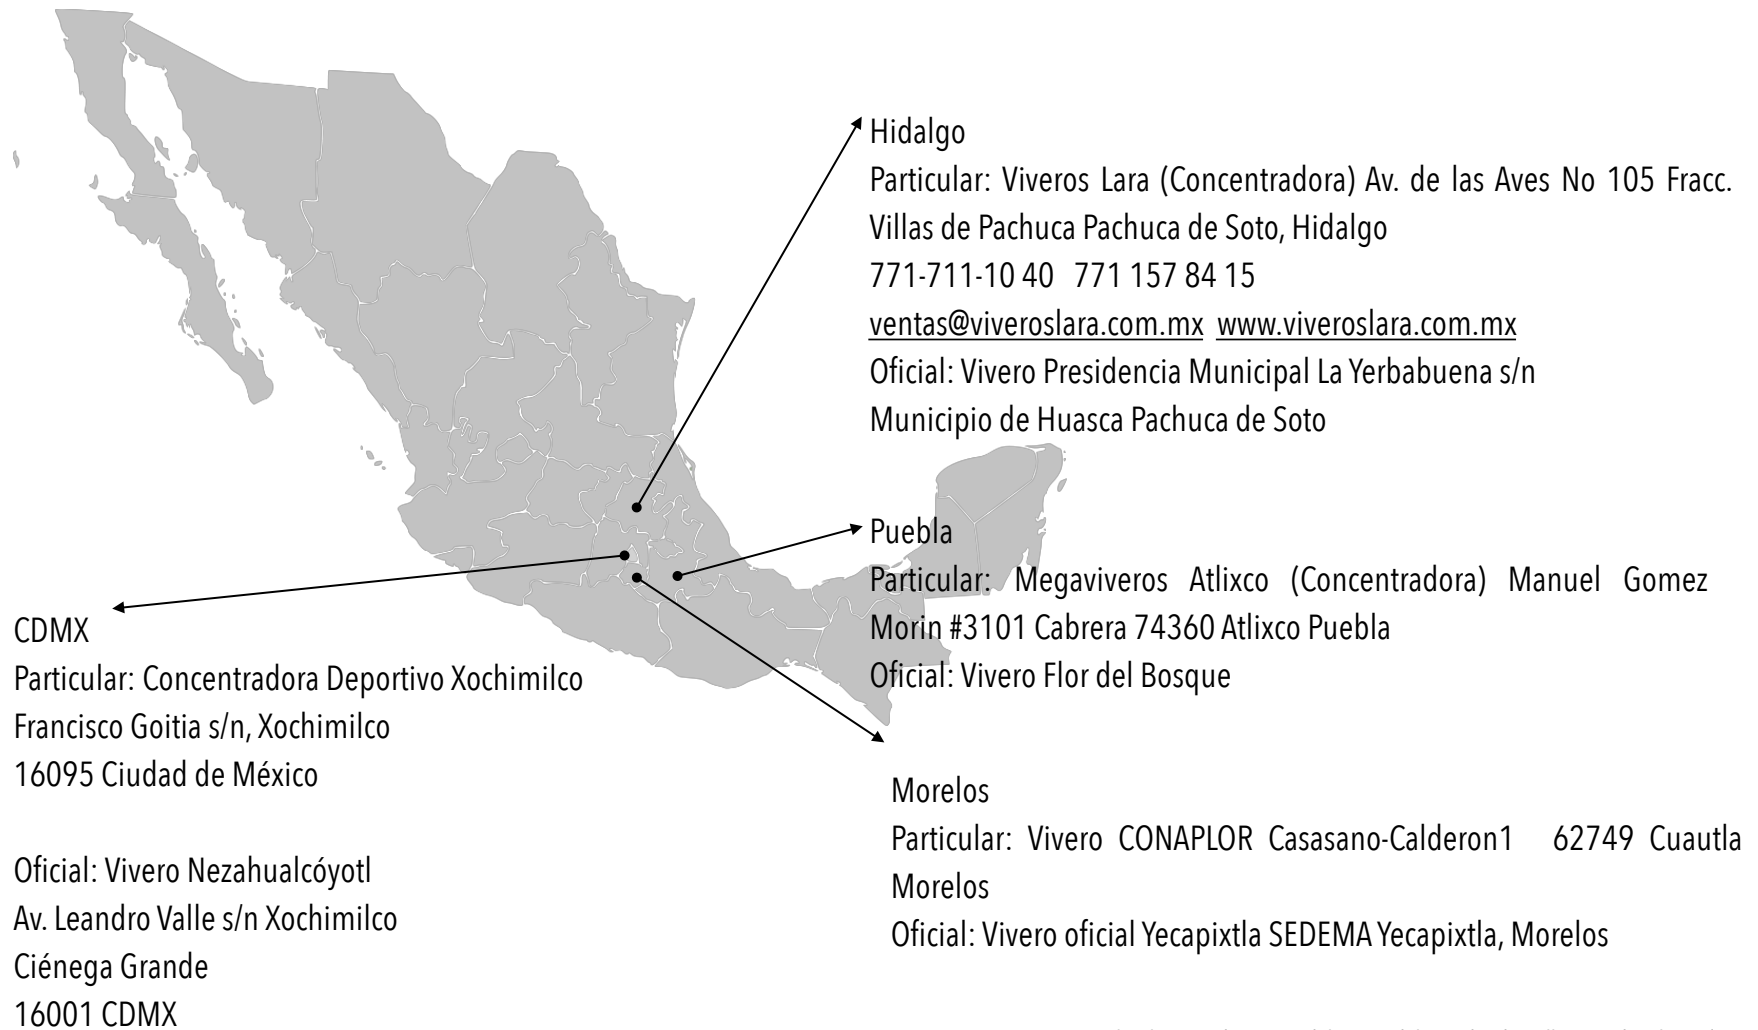 Hidalgo
Particular: Viveros Lara (Concentradora) Av. de las Aves No 105 Fracc.
Villas de Pachuca Pachuca de Soto, Hidalgo
771-711-10 40 771 157 84 15
ventas@viveroslara.com.mx www.viveroslara.com.mx
Oficial: Vivero Presidencia Municipal La Yerbabuena s/n
Municipio de Huasca Pachuca de Soto
Puebla
Particular: Megaviveros Atlixco (Concentradora) Manuel Gomez
Morin #3101 Cabrera 74360 Atlixco Puebla
Oficial: Vivero Flor del Bosque
CDMX
Particular: Concentradora Deportivo Xochimilco
Francisco Goitia s/n, Xochimilco
16095 Ciudad de México
Oficial: Vivero Nezahualcóyotl
Av. Leandro Valle s/n Xochimilco
Ciénega Grande
16001 CDMX
Morelos
Particular: Vivero CONAPLOR Casasano-Calderon1 62749 Cuautla
Morelos
Oficial: Vivero oficial Yecapixtla SEDEMA Yecapixtla, Morelos